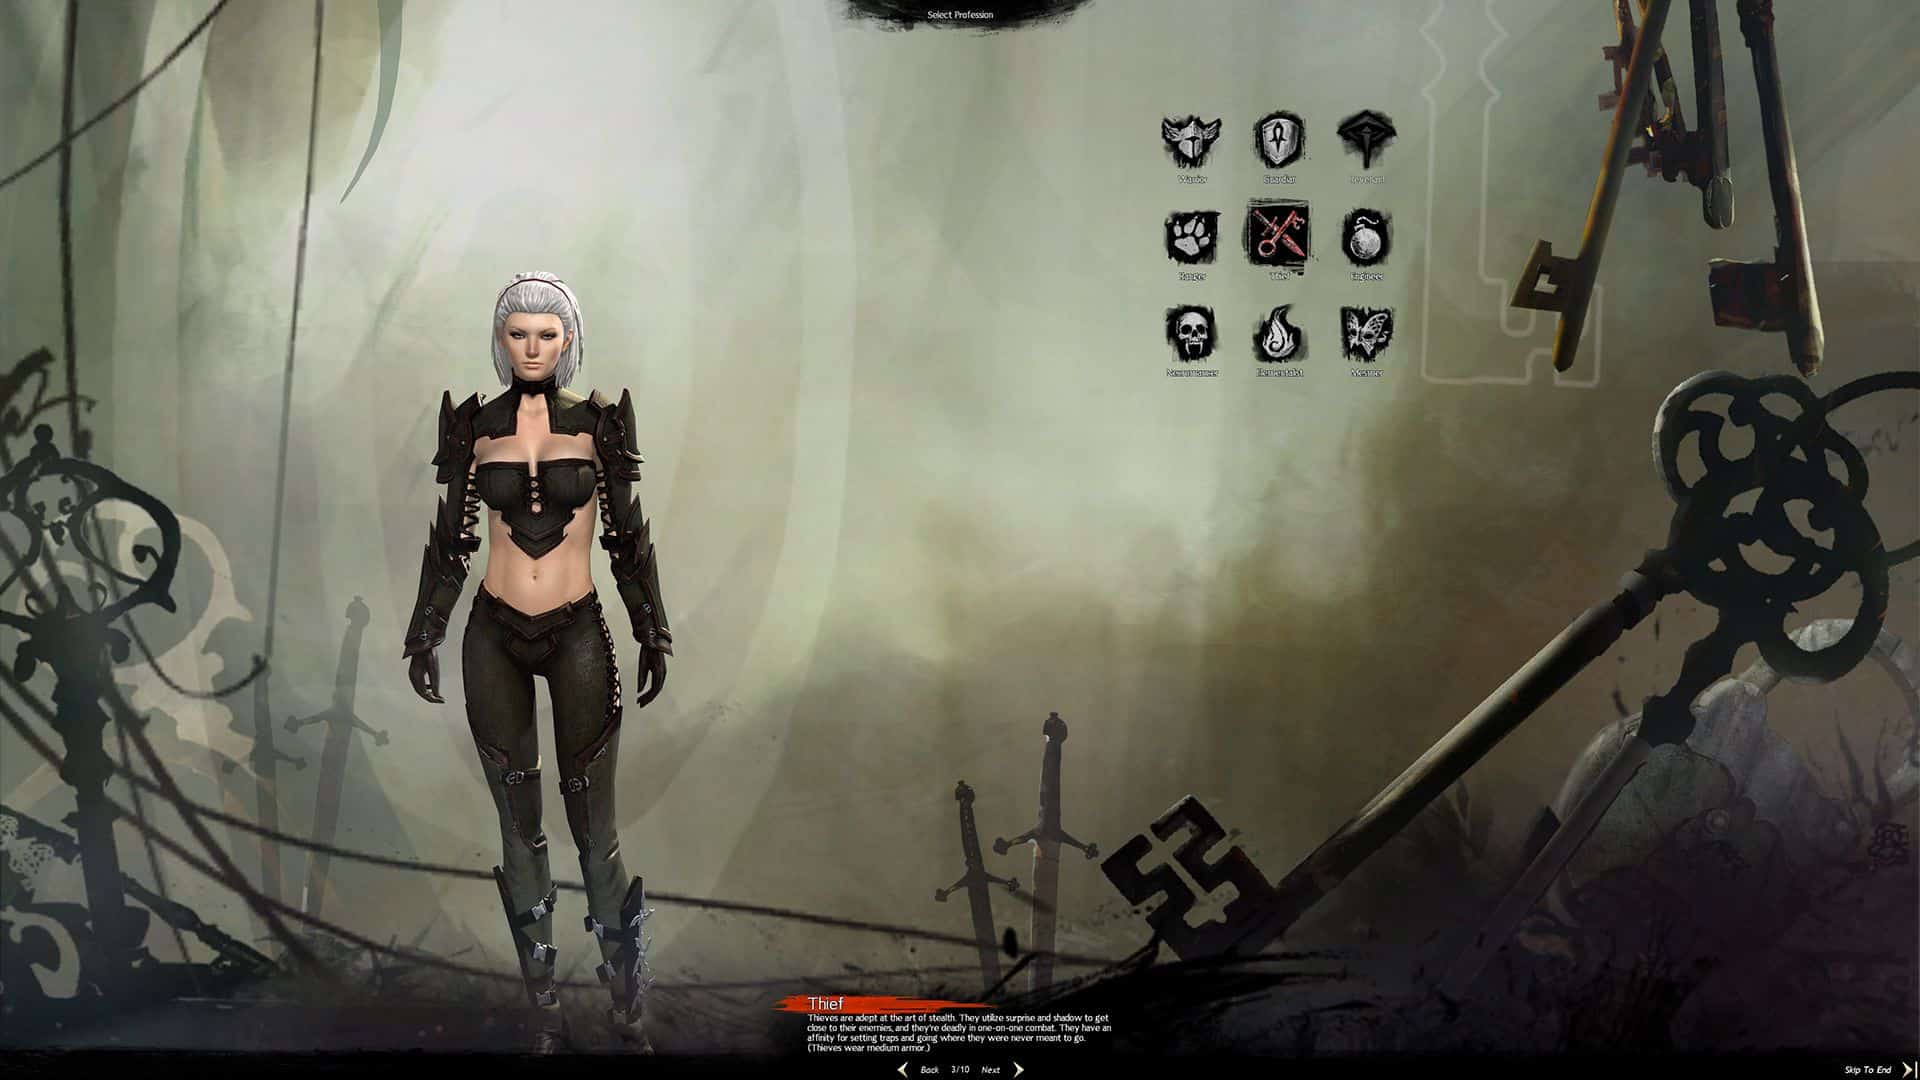 Select Profession
Warrior Guardian Revenant
Ranger Thief Engineer
Necromancer Elementalist Mesmer
Thief
Thieves are adept at the art of stealth. They utilize surprise and shadow to get
close to their enemies, and they're deadly in one-on-one combat. They have an
affinity for setting traps and going where they were never meant to go.
(Thieves wear medium armor.)
Back 3/10 Next
Skip To End